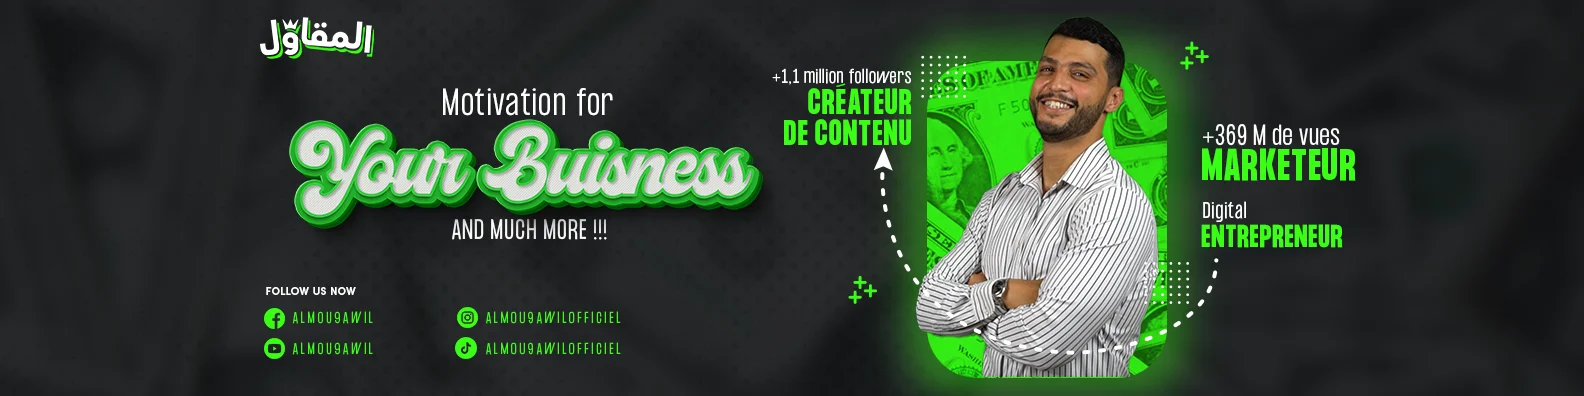 المقاول
Motivation for
Your Buisness
AND MUCH MORE !!!
FOLLOW US NOW
ALMOU9AWIL
ALMOU9AWILOFFICIEL
ALMOU9AWIL
ALMOU9AWILOFFICIEL
+1,1 million followers
CRÉATEUR
DE CONTENU
+369 M de vues
MARKETEUR
Digital
ENTREPRENEUR